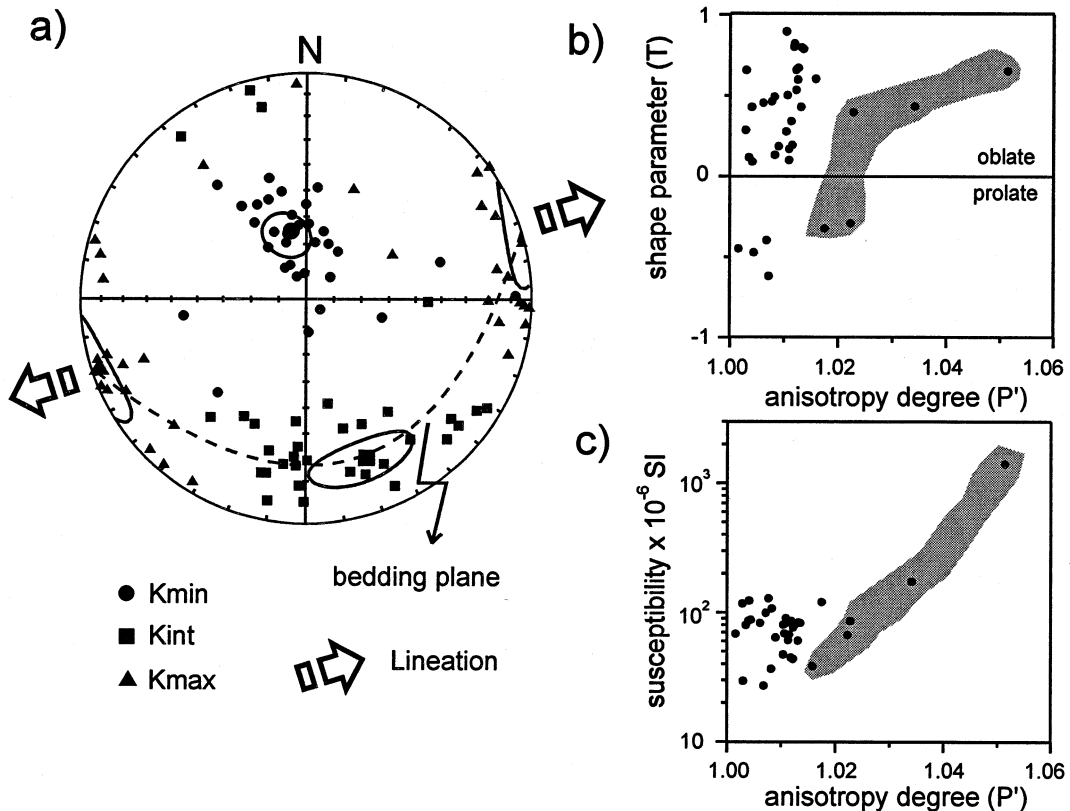 a)
N
bedding plane
Kmin
Kint
Kmax
Lineation
b)
shape parameter (T)
1
0
-1
oblate
prolate
1.00 1.02 1.04 1.06
anisotropy degree (P')
c)
susceptibility x 10⁻⁶ SI
10³
10²
10
1.00 1.02 1.04 1.06
anisotropy degree (P')